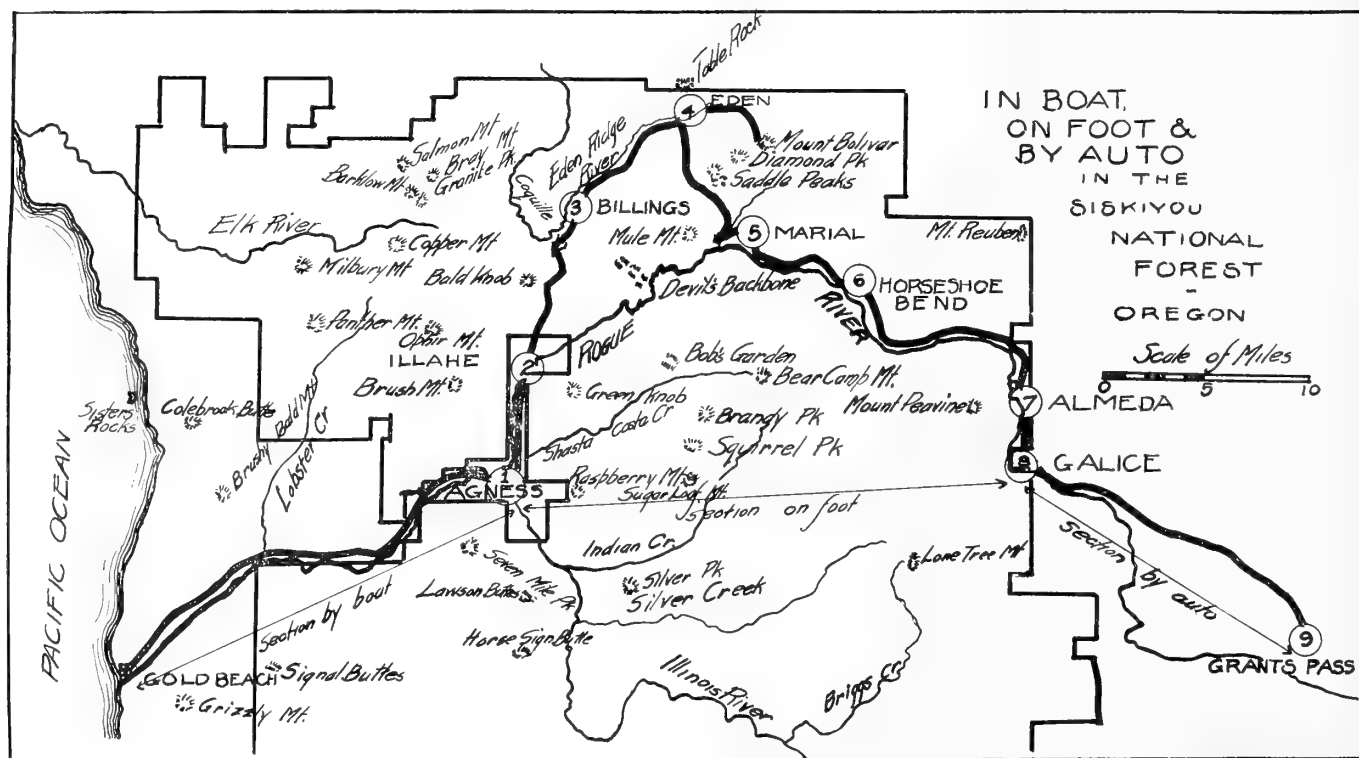 IN BOAT,
ON FOOT &
BY AUTO
IN THE
SISKIYOU
NATIONAL
FOREST
-
OREGON
Scale of Miles
0 5 10
Table Rock
4 EDEN
Mount Bolivar
Diamond Pk
Saddle Peaks
Salmon Mt
Bray Mt.
Granite Pk.
Barklow Mt
Eden Ridge
River
Coquille
3 BILLINGS
Elk River
Copper Mt
Milbury Mt
Bald Knob
Mule Mt.
5 MARIAL
Mt. Reuben
Devil's Backbone
6 HORSESHOE
BEND
ROGUE
RIVER
Panther Mt.
Ophir Mt.
ILLAHE
2
Brush Mt.
Bob's Garden
Bear Camp Mt.
Green Knob
Brandy Pk
Squirrel Pk
Mount Peavine
7 ALMEDA
8 GALICE
Shasta Costa Cr
Sisters
Rocks
Colebrook Butte
Brushy Bald Mt.
Lobster Cr
1
AGNESS
Raspberry Mt.
Sugar Loaf Mt.
section on foot
PACIFIC OCEAN
Indian Cr.
Seven Mile Pk
Lawson Buttes
Silver Pk
Silver Creek
Lone Tree Mt
section by boat
section by auto
Horse Sign Butte
GOLD BEACH
Signal Buttes
Grizzly Mt.
Illinois River
Briggs Cr
9
GRANTS PASS